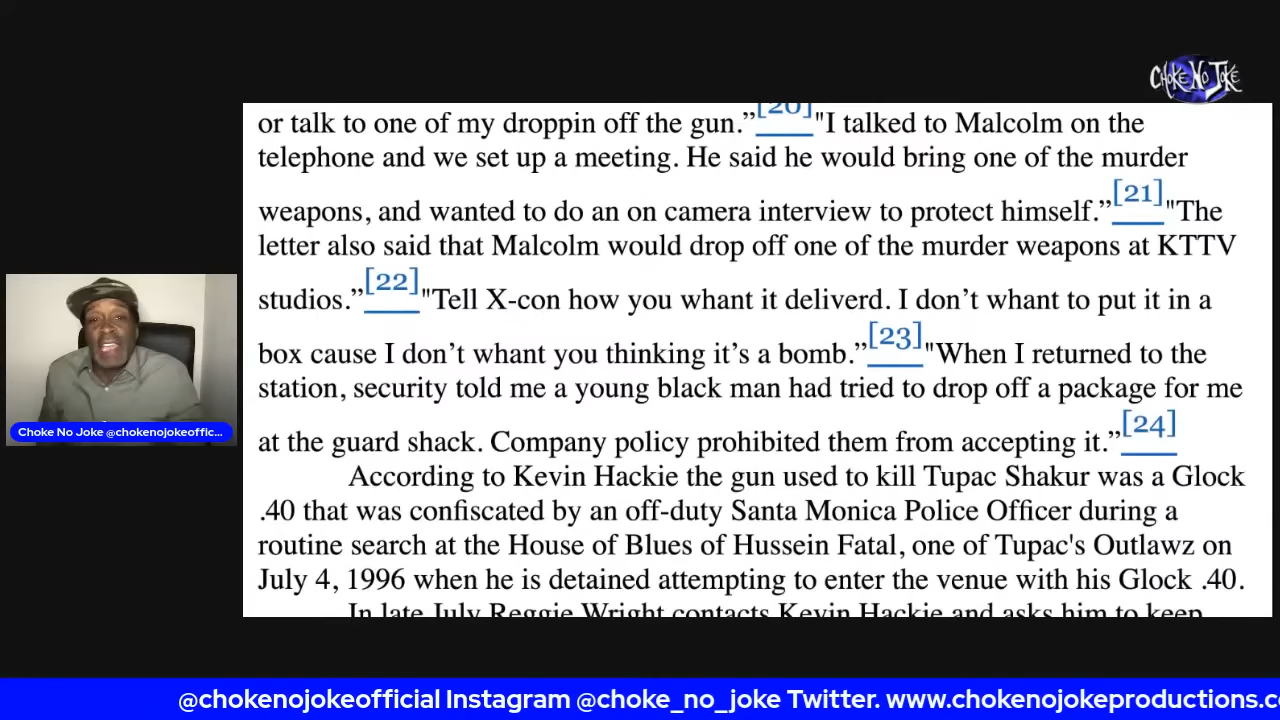 CHOKE NO JOKE
or talk to one of my droppin off the gun.”[20]"I talked to Malcolm on the
telephone and we set up a meeting. He said he would bring one of the murder
weapons, and wanted to do an on camera interview to protect himself.”[21]"The
letter also said that Malcolm would drop off one of the murder weapons at KTTV
studios.”[22]"Tell X-con how you whant it deliverd. I don’t whant to put it in a
box cause I don’t whant you thinking it’s a bomb.”[23]"When I returned to the
station, security told me a young black man had tried to drop off a package for me
at the guard shack. Company policy prohibited them from accepting it.”[24]
According to Kevin Hackie the gun used to kill Tupac Shakur was a Glock
.40 that was confiscated by an off-duty Santa Monica Police Officer during a
routine search at the House of Blues of Hussein Fatal, one of Tupac's Outlawz on
July 4, 1996 when he is detained attempting to enter the venue with his Glock .40.
In late July Reggie Wright contacts Kevin Hackie and asks him to keep
Choke No Joke @chokenojokeoffic...
@chokenojokeofficial Instagram @choke_no_joke Twitter. www.chokenojokeproductions.c